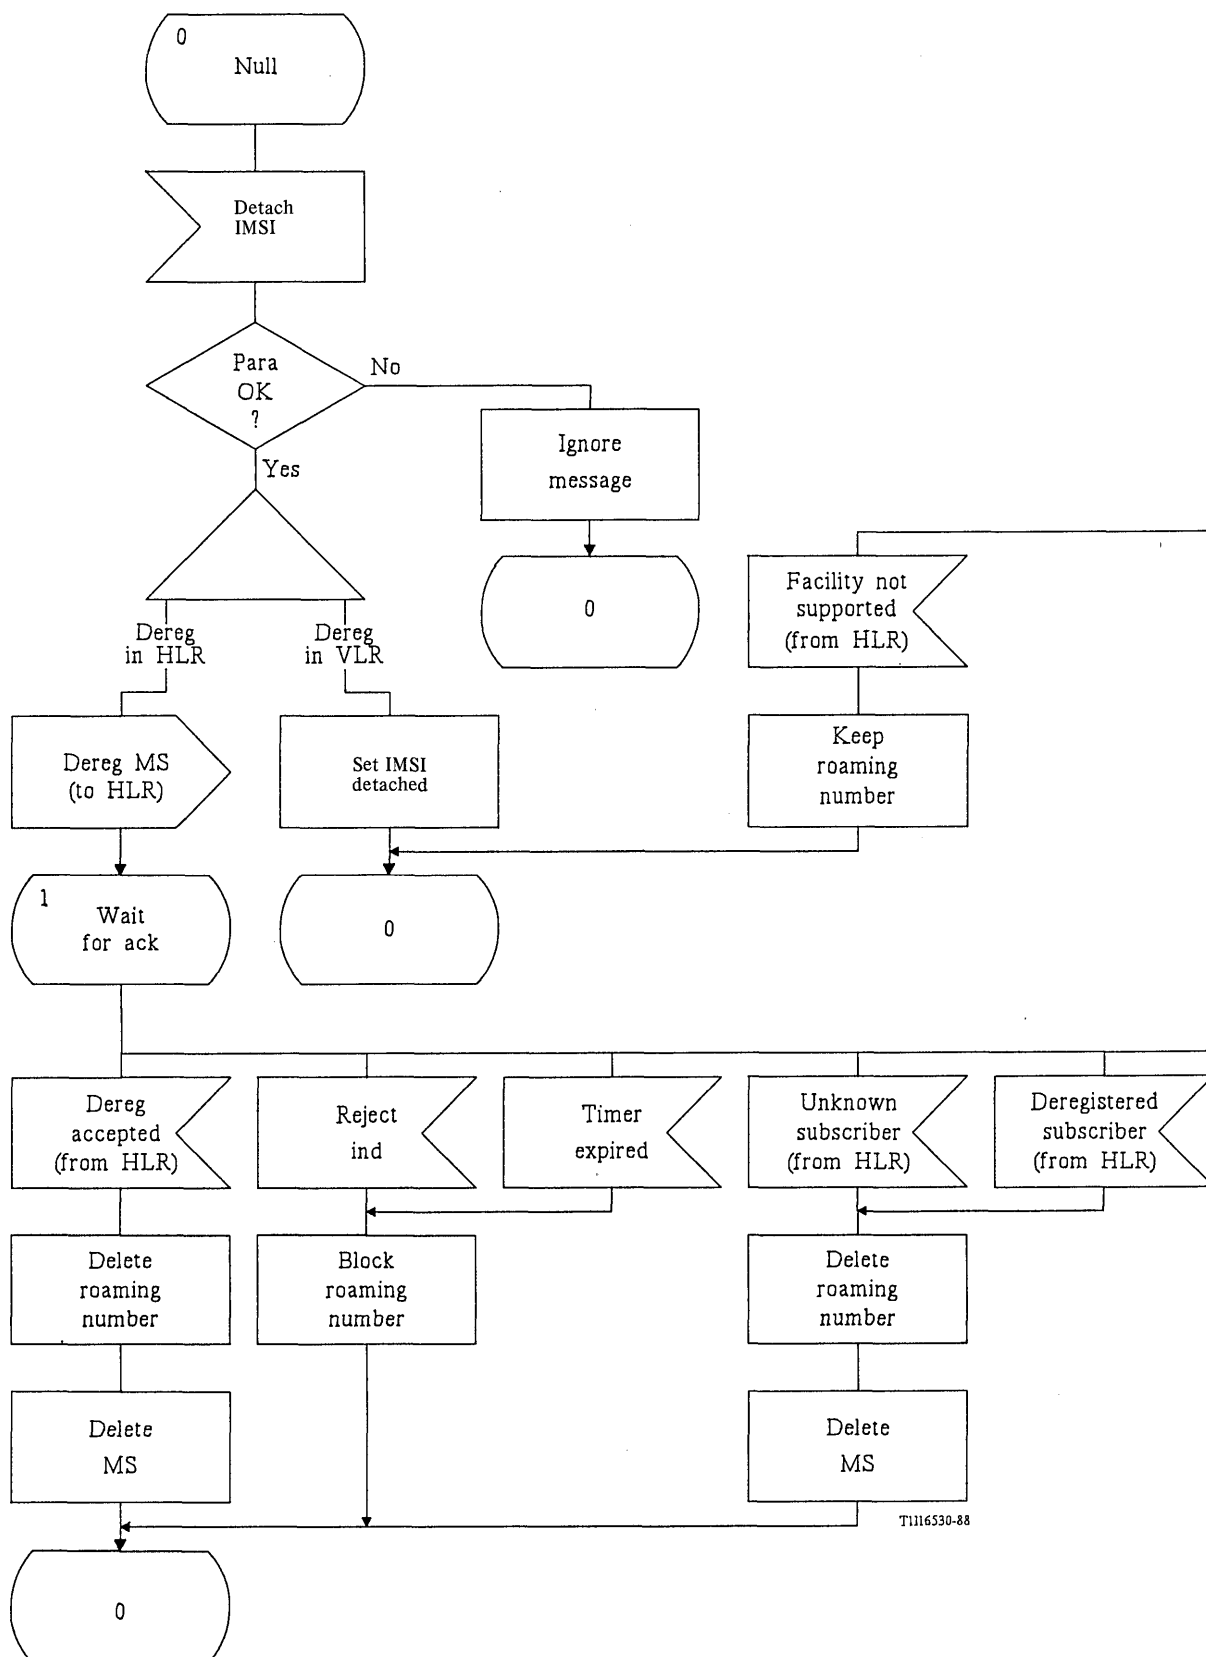 0
Null
Detach
IMSI
Para
OK
?
No
Yes
Ignore
message
0
Facility not
supported
(from HLR)
Dereg
in HLR
Dereg
in VLR
Dereg MS
(to HLR)
Set IMSI
detached
Keep
roaming
number
1
Wait
for ack
0
Dereg
accepted
(from HLR)
Reject
ind
Timer
expired
Unknown
subscriber
(from HLR)
Deregistered
subscriber
(from HLR)
Delete
roaming
number
Block
roaming
number
Delete
roaming
number
Delete
MS
Delete
MS
T1116530-88
0